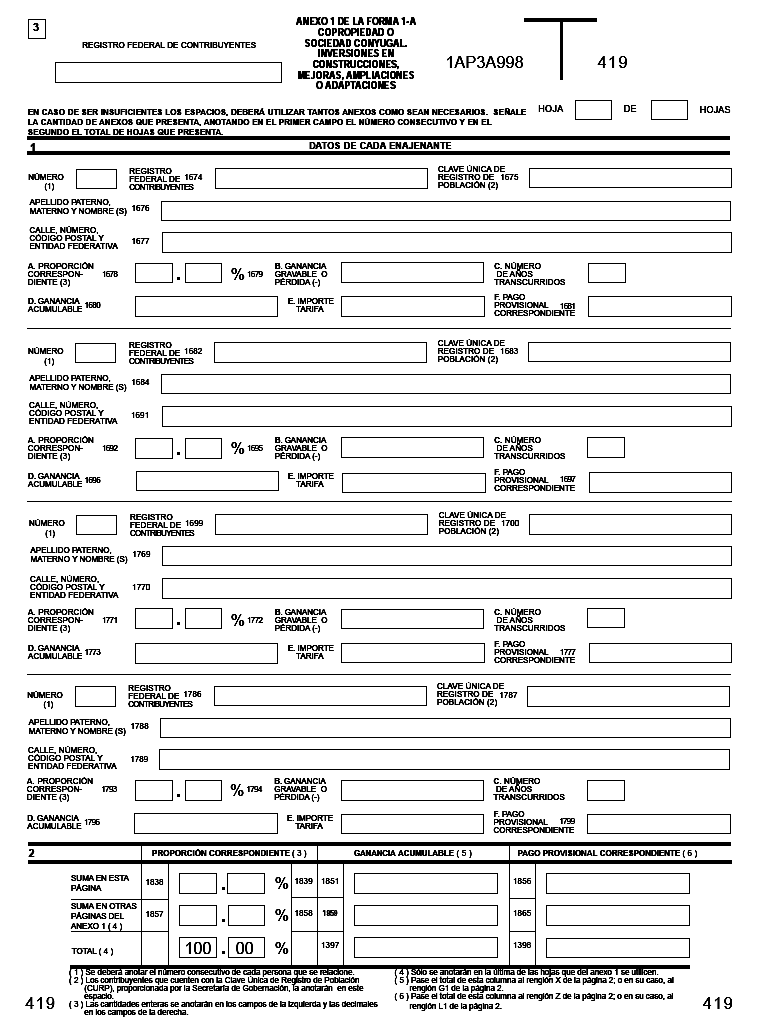 3
REGISTRO FEDERAL DE CONTRIBUYENTES
ANEXO 1 DE LA FORMA 1-A
COPROPIEDAD O
SOCIEDAD CONYUGAL.
INVERSIONES EN
CONSTRUCCIONES,
MEJORAS, AMPLIACIONES
O ADAPTACIONES
1AP3A998 419
EN CASO DE SER INSUFICIENTES LOS ESPACIOS, DEBERÁ UTILIZAR TANTOS ANEXOS COMO SEAN NECESARIOS. SEÑALE
LA CANTIDAD DE ANEXOS QUE PRESENTA, ANOTANDO EN EL PRIMER CAMPO EL NÚMERO CONSECUTIVO Y EN EL
SEGUNDO EL TOTAL DE HOJAS QUE PRESENTA.
HOJA DE HOJAS
1 DATOS DE CADA ENAJENANTE
NÚMERO
(1)
REGISTRO
FEDERAL DE 1674
CONTRIBUYENTES
CLAVE ÚNICA DE
REGISTRO DE 1675
POBLACIÓN (2)
APELLIDO PATERNO,
MATERNO Y NOMBRE (S) 1676
CALLE, NÚMERO,
CÓDIGO POSTAL Y 1677
ENTIDAD FEDERATIVA
A. PROPORCIÓN
CORRESPON- 1678
DIENTE (3)
. % 1679
B. GANANCIA
GRAVABLE O
PÉRDIDA (-)
C. NÚMERO
DE AÑOS
TRANSCURRIDOS
D. GANANCIA 1680
ACUMULABLE
E. IMPORTE
TARIFA
F. PAGO
PROVISIONAL 1681
CORRESPONDIENTE
NÚMERO
(1)
REGISTRO
FEDERAL DE 1682
CONTRIBUYENTES
CLAVE ÚNICA DE
REGISTRO DE 1683
POBLACIÓN (2)
APELLIDO PATERNO,
MATERNO Y NOMBRE (S) 1684
CALLE, NÚMERO,
CÓDIGO POSTAL Y 1691
ENTIDAD FEDERATIVA
A. PROPORCIÓN
CORRESPON- 1692
DIENTE (3)
. % 1695
B. GANANCIA
GRAVABLE O
PÉRDIDA (-)
C. NÚMERO
DE AÑOS
TRANSCURRIDOS
D. GANANCIA
ACUMULABLE 1696
E. IMPORTE
TARIFA
F. PAGO
PROVISIONAL 1697
CORRESPONDIENTE
NÚMERO
(1)
REGISTRO
FEDERAL DE 1699
CONTRIBUYENTES
CLAVE ÚNICA DE
REGISTRO DE 1700
POBLACIÓN (2)
APELLIDO PATERNO,
MATERNO Y NOMBRE (S) 1769
CALLE, NÚMERO,
CÓDIGO POSTAL Y 1770
ENTIDAD FEDERATIVA
A. PROPORCIÓN
CORRESPON- 1771
DIENTE (3)
. % 1772
B. GANANCIA
GRAVABLE O
PÉRDIDA (-)
C. NÚMERO
DE AÑOS
TRANSCURRIDOS
D. GANANCIA
ACUMULABLE 1773
E. IMPORTE
TARIFA
F. PAGO
PROVISIONAL 1777
CORRESPONDIENTE
NÚMERO
(1)
REGISTRO
FEDERAL DE 1786
CONTRIBUYENTES
CLAVE ÚNICA DE
REGISTRO DE 1787
POBLACIÓN (2)
APELLIDO PATERNO,
MATERNO Y NOMBRE (S) 1788
CALLE, NÚMERO,
CÓDIGO POSTAL Y 1789
ENTIDAD FEDERATIVA
A. PROPORCIÓN
CORRESPON- 1793
DIENTE (3)
. % 1794
B. GANANCIA
GRAVABLE O
PÉRDIDA (-)
C. NÚMERO
DE AÑOS
TRANSCURRIDOS
D. GANANCIA
ACUMULABLE 1796
E. IMPORTE
TARIFA
F. PAGO
PROVISIONAL 1799
CORRESPONDIENTE
2 PROPORCIÓN CORRESPONDIENTE ( 3 ) GANANCIA ACUMULABLE ( 5 ) PAGO PROVISIONAL CORRESPONDIENTE ( 6 )
SUMA EN ESTA
PÁGINA
1838 . % 1839 1851 1856
SUMA EN OTRAS
PÁGINAS DEL
ANEXO 1 ( 4 )
1857 . % 1858 1859 1865
TOTAL ( 4 ) 100 . 00 % 1397 1398
( 1 ) Se deberá anotar el número consecutivo de cada persona que se relacione.
( 2 ) Los contribuyentes que cuenten con la Clave Única de Registro de Población
(CURP), proporcionada por la Secretaría de Gobernación, la anotarán en este
espacio.
( 3 ) Las cantidades enteras se anotarán en los campos de la izquierda y las decimales
en los campos de la derecha.
( 4 ) Sólo se anotarán en la última de las hojas que del anexo 1 se utilicen.
( 5 ) Pase el total de esta columna al renglón X de la página 2; o en su caso, al
renglón G1 de la página 2.
( 6 ) Pase el total de esta columna al renglón Z de la página 2; o en su caso, al
rengión L1 de la página 2.
419 419